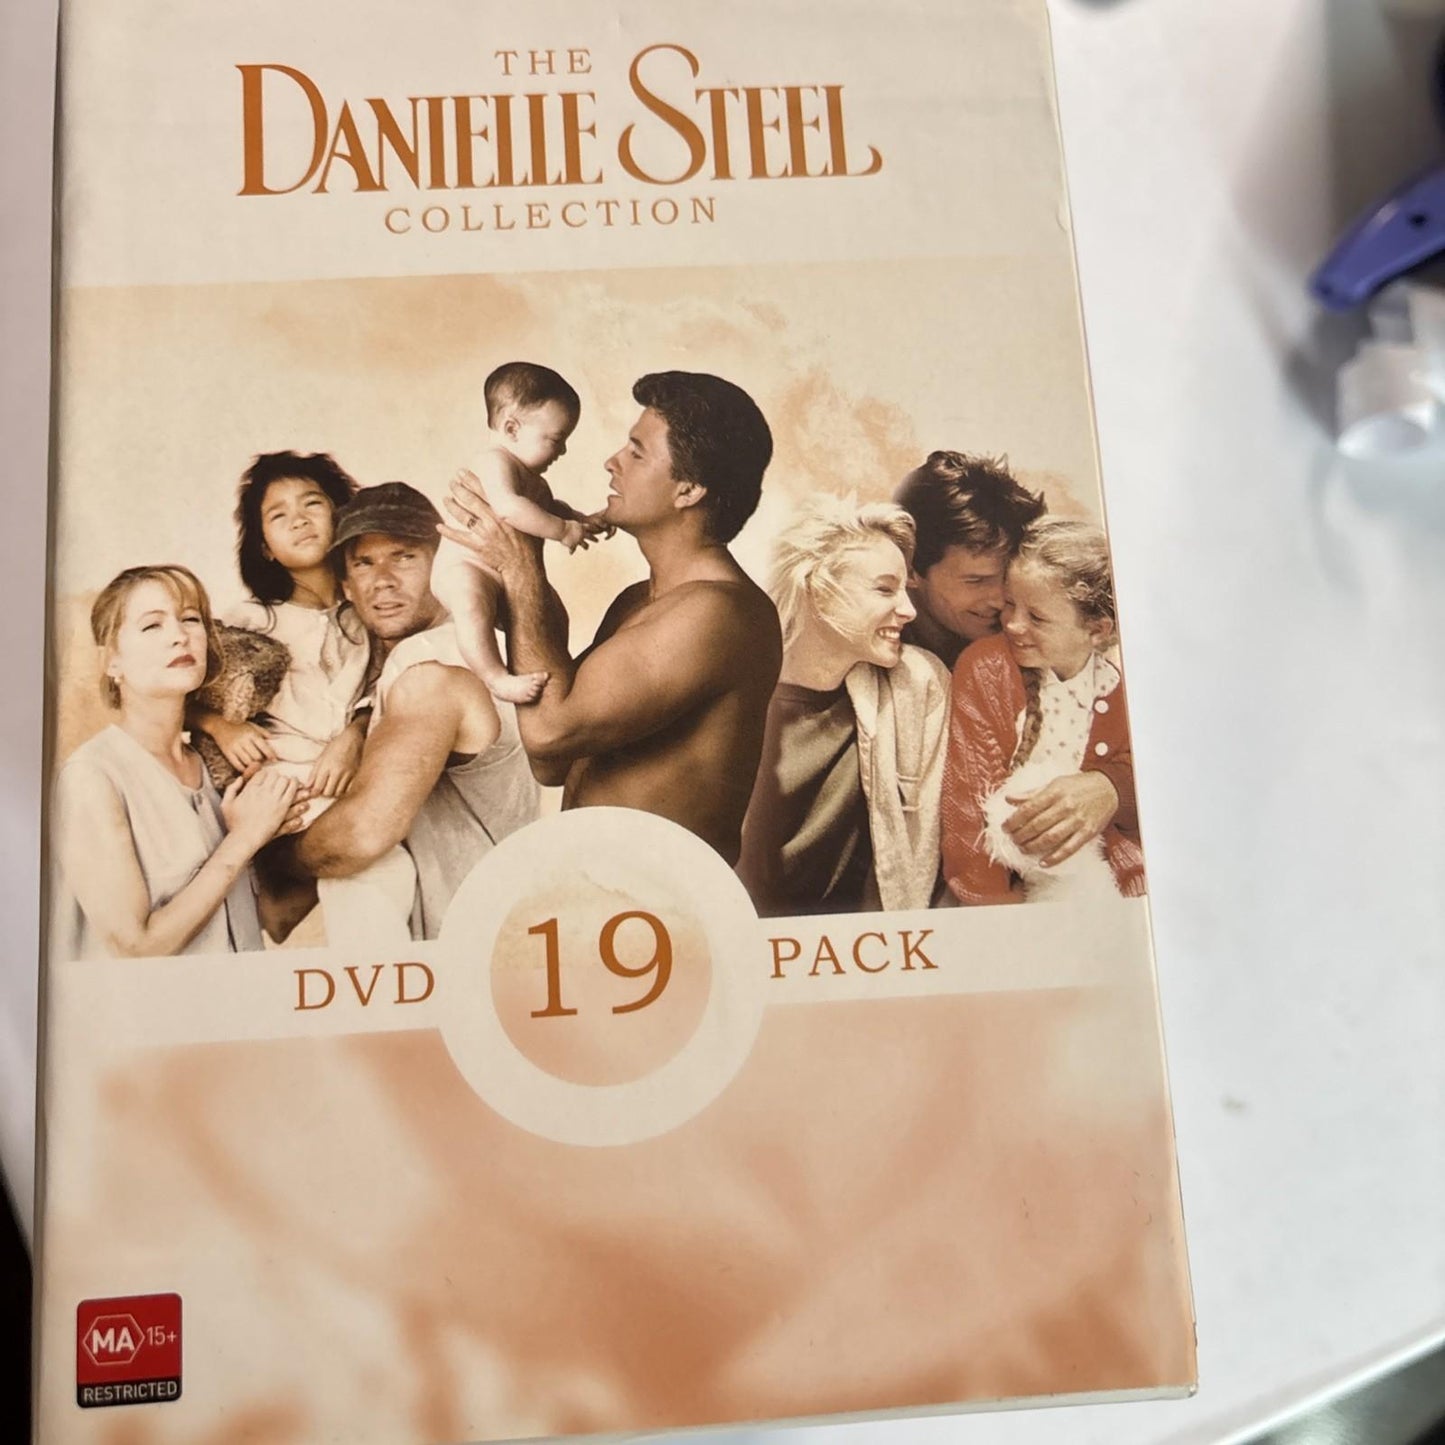 THE
DANIELLE STEEL
COLLECTION
DVD 19 PACK
MA 15+
RESTRICTED